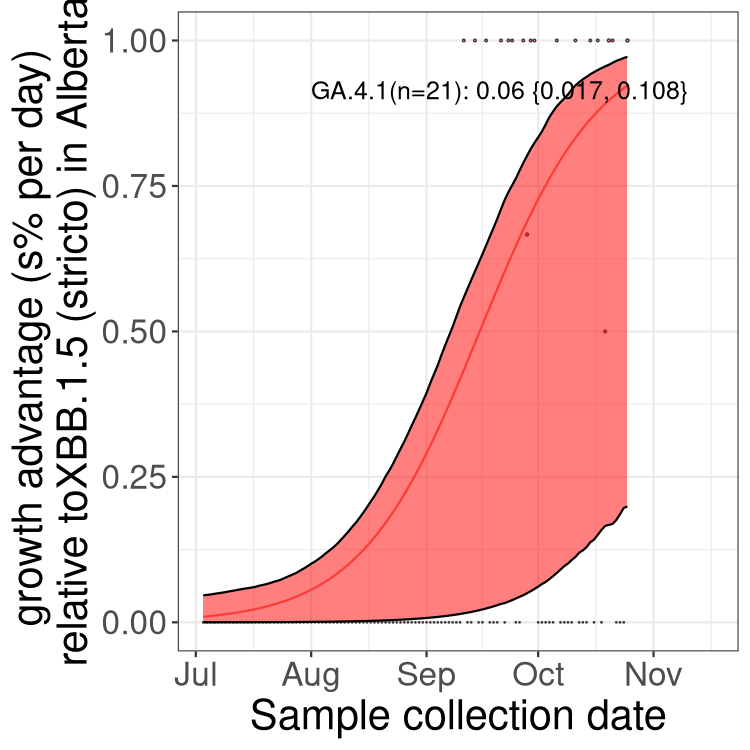 growth advantage (s% per day)
relative toXBB.1.5 (stricto) in Alberta
1.00
0.75
0.50
0.25
0.00
GA.4.1(n=21): 0.06 {0.017, 0.108}
Jul Aug Sep Oct Nov
Sample collection date